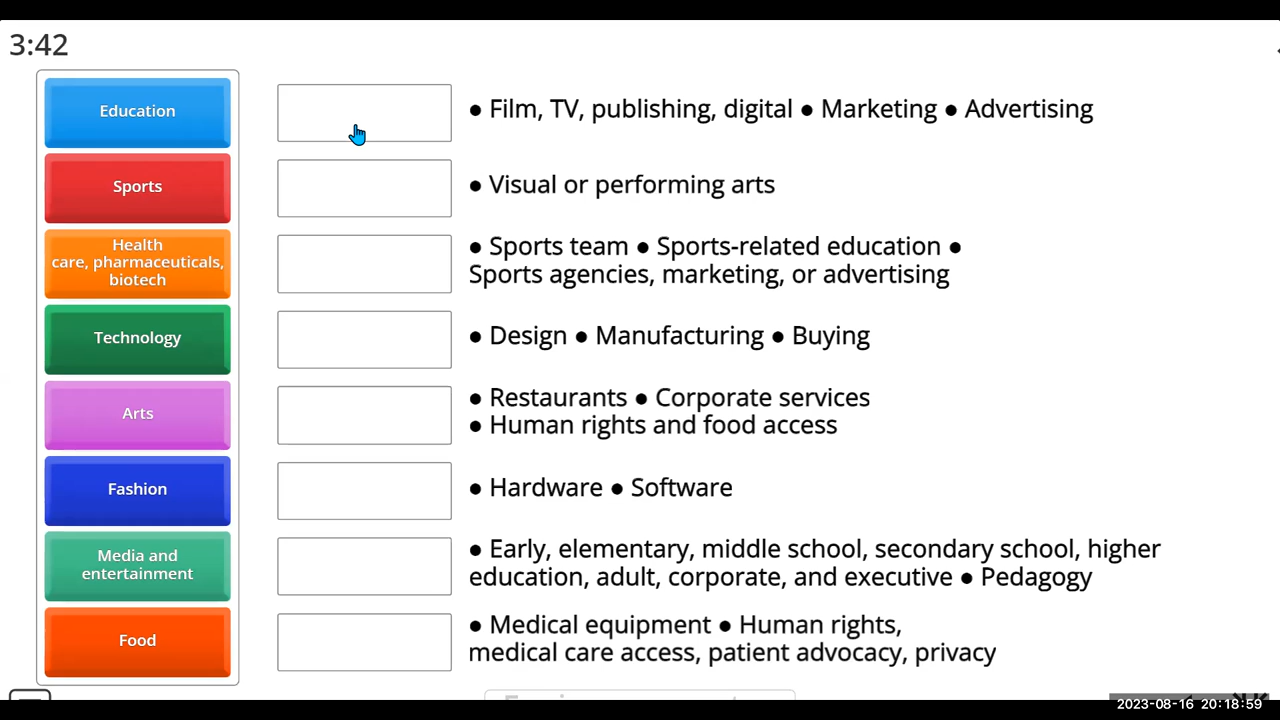 3:42
Education
● Film, TV, publishing, digital ● Marketing ● Advertising
Sports
● Visual or performing arts
Health
care, pharmaceuticals,
biotech
● Sports team ● Sports-related education ●
Sports agencies, marketing, or advertising
Technology
● Design ● Manufacturing ● Buying
Arts
● Restaurants ● Corporate services
● Human rights and food access
Fashion
● Hardware ● Software
Media and
entertainment
● Early, elementary, middle school, secondary school, higher
education, adult, corporate, and executive ● Pedagogy
Food
● Medical equipment ● Human rights,
medical care access, patient advocacy, privacy
2023-08-16 20:18:59